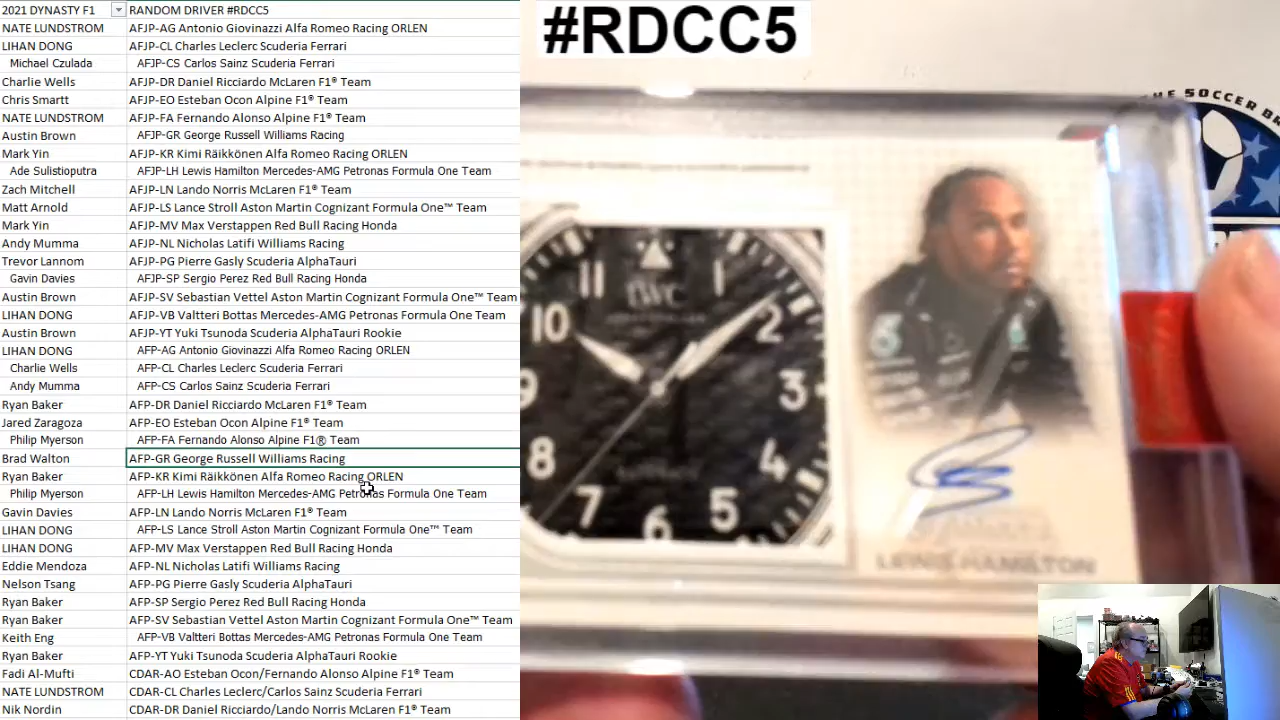 2021 DYNASTY F1 RANDOM DRIVER #RDCC5
NATE LUNDSTROM AFJP-AG Antonio Giovinazzi Alfa Romeo Racing ORLEN
LIHAN DONG AFJP-CL Charles Leclerc Scuderia Ferrari
Michael Czulada AFJP-CS Carlos Sainz Scuderia Ferrari
Charlie Wells AFJP-DR Daniel Ricciardo McLaren F1® Team
Chris Smartt AFJP-EO Esteban Ocon Alpine F1® Team
NATE LUNDSTROM AFJP-FA Fernando Alonso Alpine F1® Team
Austin Brown AFJP-GR George Russell Williams Racing
Mark Yin AFJP-KR Kimi Räikkönen Alfa Romeo Racing ORLEN
Ade Sulistioputra AFJP-LH Lewis Hamilton Mercedes-AMG Petronas Formula One Team
Zach Mitchell AFJP-LN Lando Norris McLaren F1® Team
Matt Arnold AFJP-LS Lance Stroll Aston Martin Cognizant Formula One™ Team
Mark Yin AFJP-MV Max Verstappen Red Bull Racing Honda
Andy Mumma AFJP-NL Nicholas Latifi Williams Racing
Trevor Lannom AFJP-PG Pierre Gasly Scuderia AlphaTauri
Gavin Davies AFJP-SP Sergio Perez Red Bull Racing Honda
Austin Brown AFJP-SV Sebastian Vettel Aston Martin Cognizant Formula One™ Team
LIHAN DONG AFJP-VB Valtteri Bottas Mercedes-AMG Petronas Formula One Team
Austin Brown AFJP-YT Yuki Tsunoda Scuderia AlphaTauri Rookie
LIHAN DONG AFP-AG Antonio Giovinazzi Alfa Romeo Racing ORLEN
Charlie Wells AFP-CL Charles Leclerc Scuderia Ferrari
Andy Mumma AFP-CS Carlos Sainz Scuderia Ferrari
Ryan Baker AFP-DR Daniel Ricciardo McLaren F1® Team
Jared Zaragoza AFP-EO Esteban Ocon Alpine F1® Team
Philip Myerson AFP-FA Fernando Alonso Alpine F1® Team
Brad Walton AFP-GR George Russell Williams Racing
Ryan Baker AFP-KR Kimi Räikkönen Alfa Romeo Racing ORLEN
Philip Myerson AFP-LH Lewis Hamilton Mercedes-AMG Petronas Formula One Team
Gavin Davies AFP-LN Lando Norris McLaren F1® Team
LIHAN DONG AFP-LS Lance Stroll Aston Martin Cognizant Formula One™ Team
LIHAN DONG AFP-MV Max Verstappen Red Bull Racing Honda
Eddie Mendoza AFP-NL Nicholas Latifi Williams Racing
Nelson Tsang AFP-PG Pierre Gasly Scuderia AlphaTauri
Ryan Baker AFP-SP Sergio Perez Red Bull Racing Honda
Ryan Baker AFP-SV Sebastian Vettel Aston Martin Cognizant Formula One™ Team
Keith Eng AFP-VB Valtteri Bottas Mercedes-AMG Petronas Formula One Team
Ryan Baker AFP-YT Yuki Tsunoda Scuderia AlphaTauri Rookie
Fadi Al-Mufti CDAR-AO Esteban Ocon/Fernando Alonso Alpine F1® Team
NATE LUNDSTROM CDAR-CL Charles Leclerc/Carlos Sainz Scuderia Ferrari
Nik Nordin CDAR-DR Daniel Ricciardo/Lando Norris McLaren F1® Team
#RDCC5
THE SOCCER BR
11 1
IWC
10 2
9 3
8 4
7 6 5
LEWIS HAMILTON